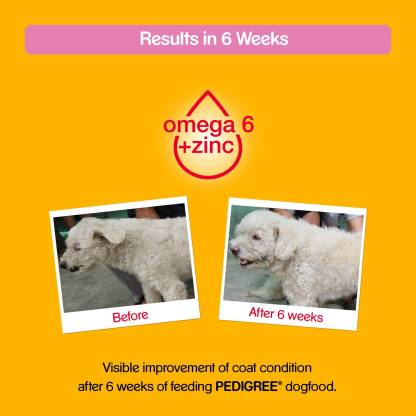 Results in 6 Weeks
omega 6
+zinc
Before
After 6 weeks
Visible improvement of coat condition
after 6 weeks of feeding PEDIGREE® dogfood.